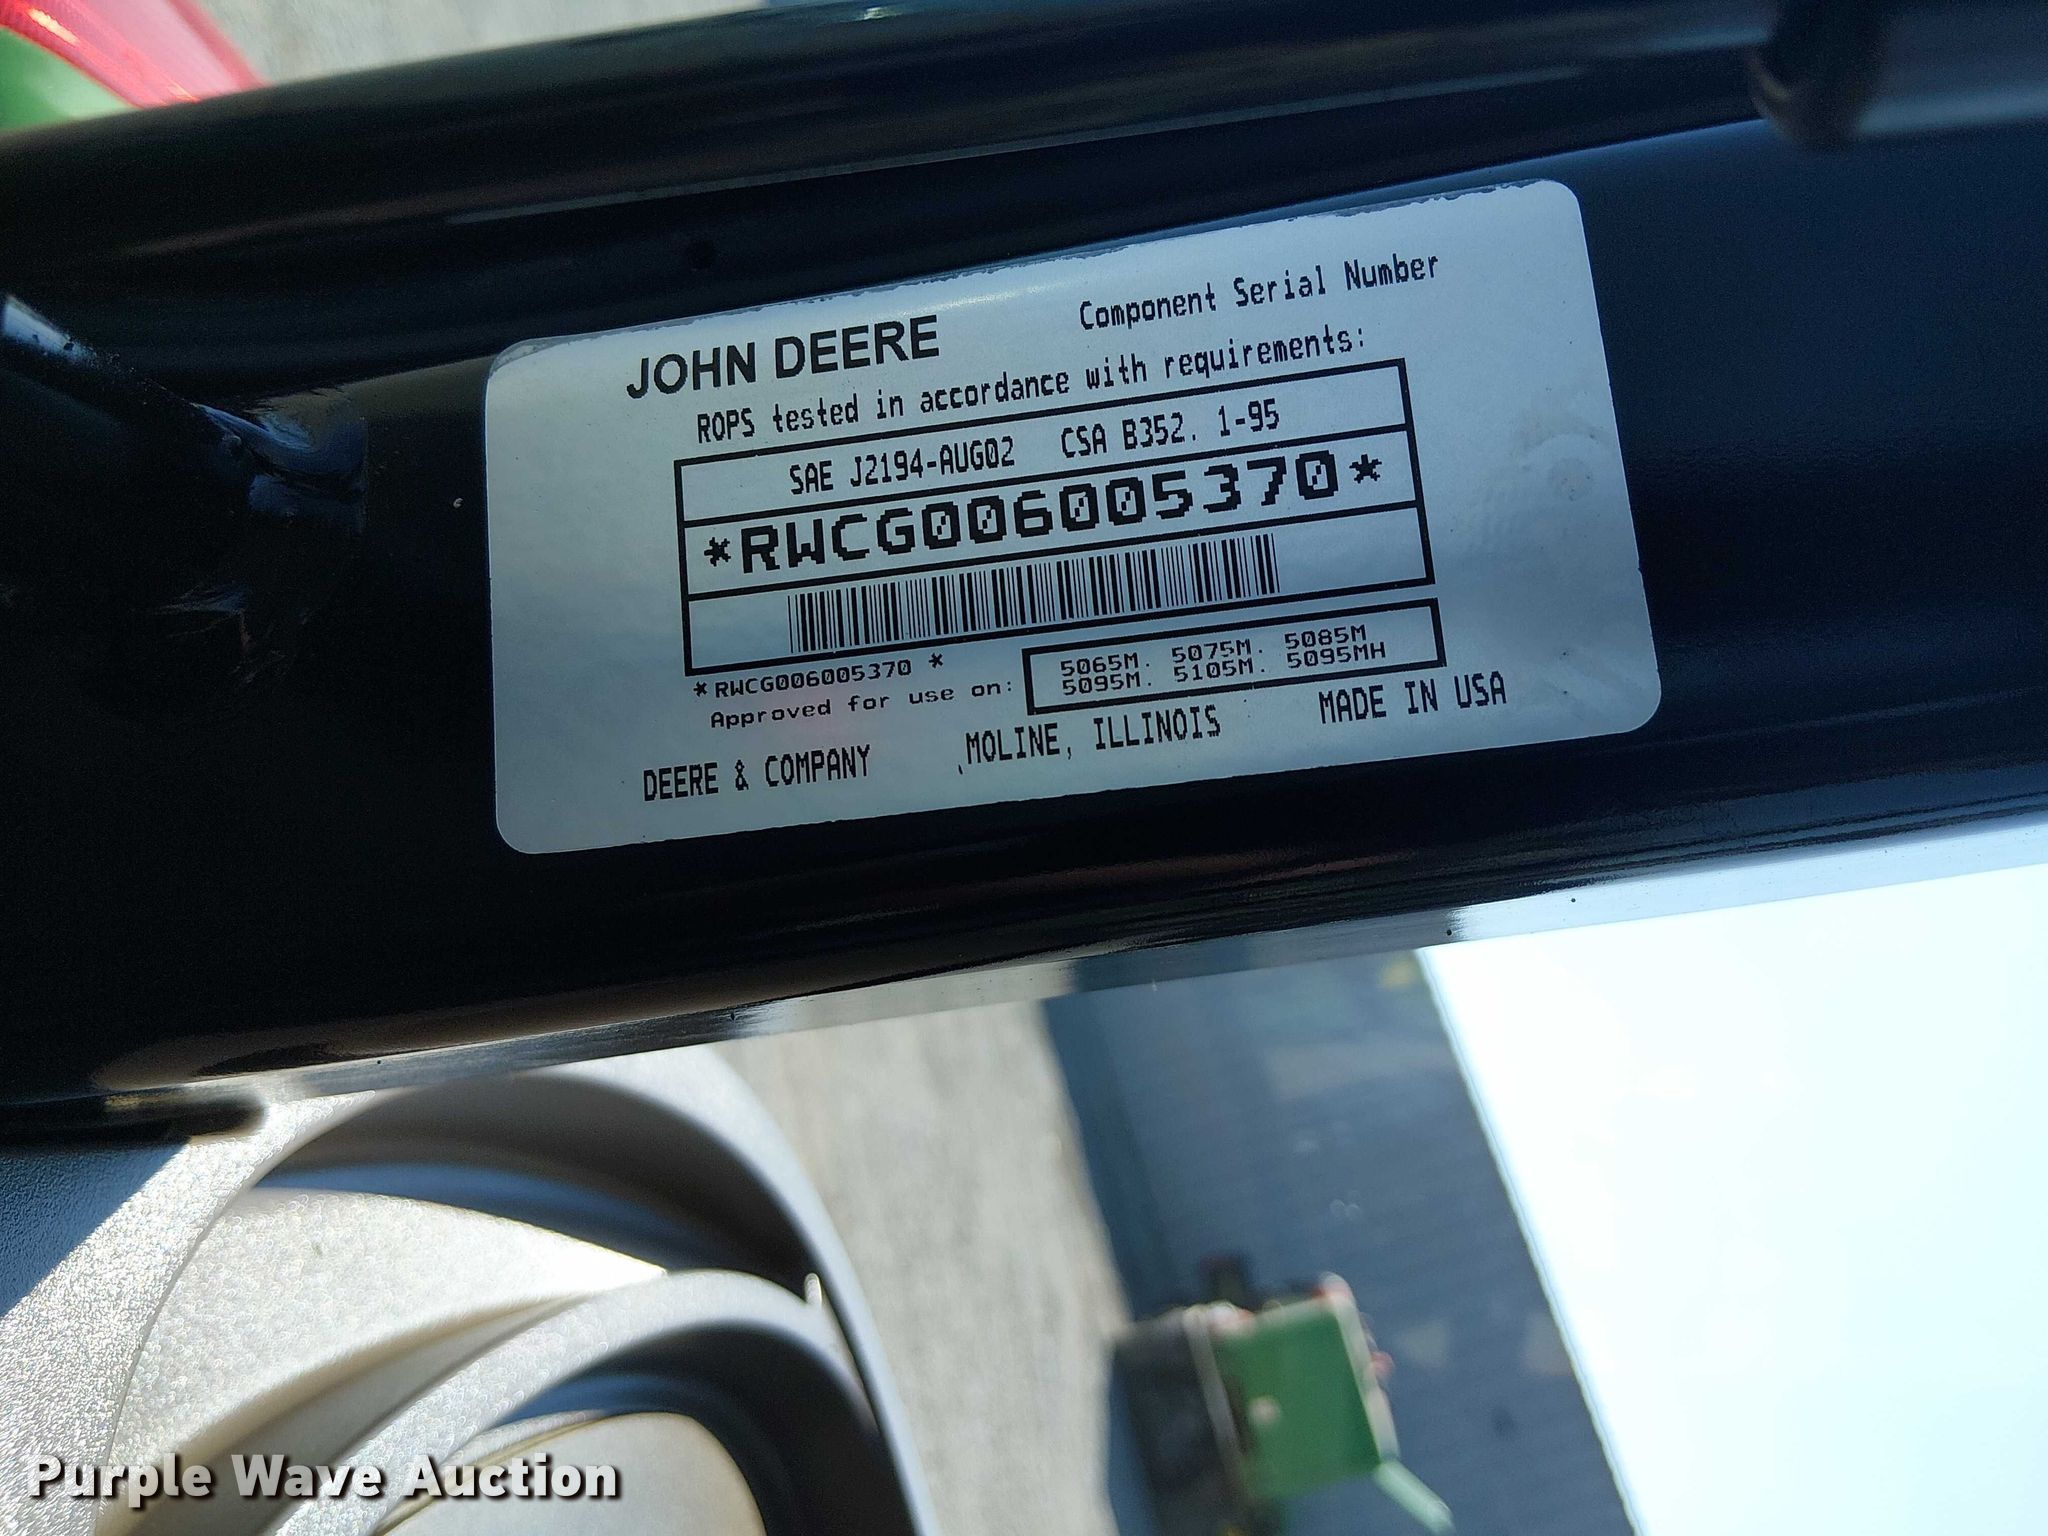 JOHN DEERE Component Serial Number
ROPS tested in accordance with requirements:
SAE J2194-AUG02 CSA B352. 1-95
*RWCG006005370*
*RWCG006005370 *
Approved for use on:
5065M. 5075M. 5085M
5095M. 5105M. 5095MH
DEERE & COMPANY MOLINE, ILLINOIS MADE IN USA
Purple Wave Auction